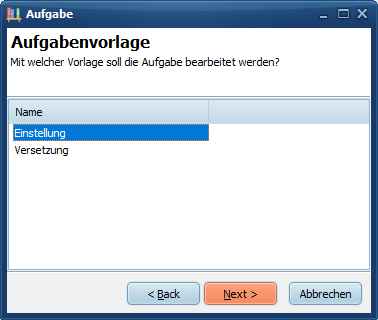 Aufgabe
Aufgabenvorlage
Mit welcher Vorlage soll die Aufgabe bearbeitet werden?
Name
Einstellung
Versetzung
< Back Next > Abbrechen